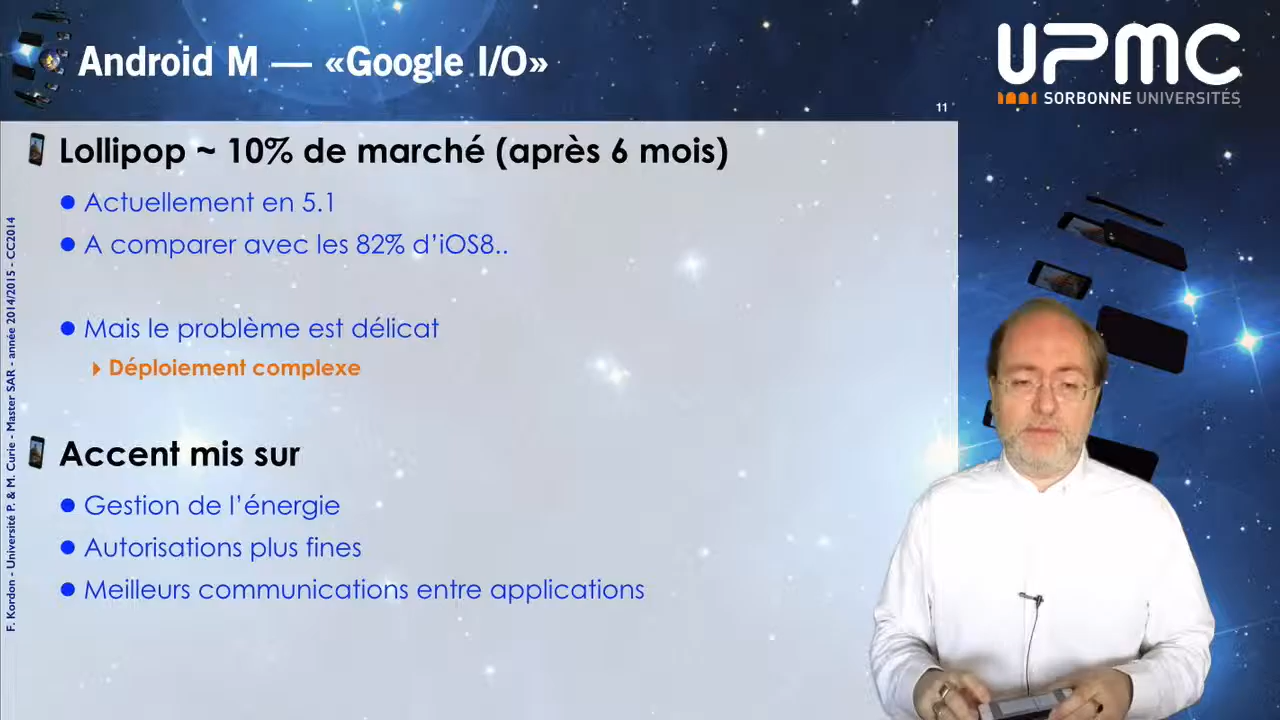 Android M — «Google I/O»
UPMC
SORBONNE UNIVERSITÉS
11
Lollipop ~ 10% de marché (après 6 mois)
Actuellement en 5.1
A comparer avec les 82% d’iOS8..
Mais le problème est délicat
Déploiement complexe
Accent mis sur
Gestion de l’énergie
Autorisations plus fines
Meilleurs communications entre applications
F. Kordon - Université P. & M. Curie - Master SAR - année 2014/2015 - CC2014